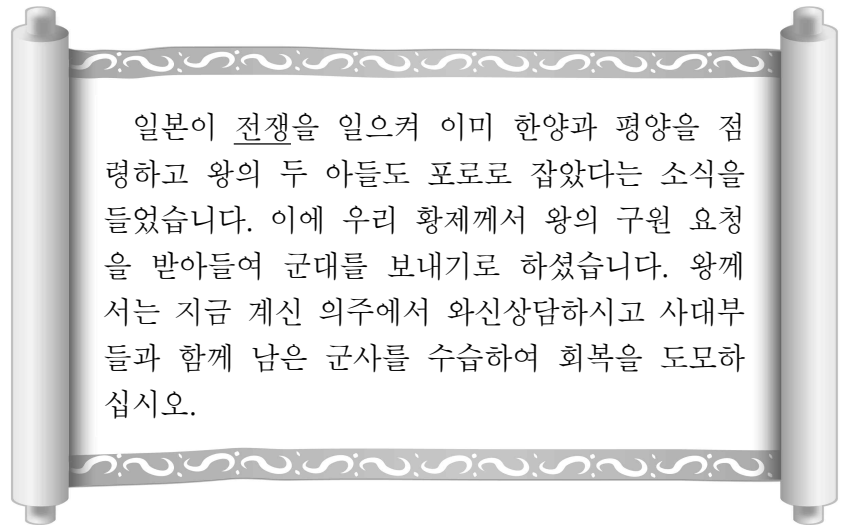 일본이 전쟁을 일으켜 이미 한양과 평양을 점
령하고 왕의 두 아들도 포로로 잡았다는 소식을
들었습니다. 이에 우리 황제께서 왕의 구원 요청
을 받아들여 군대를 보내기로 하셨습니다. 왕께
서는 지금 계신 의주에서 와신상담하시고 사대부
들과 함께 남은 군사를 수습하여 회복을 도모하
십시오.